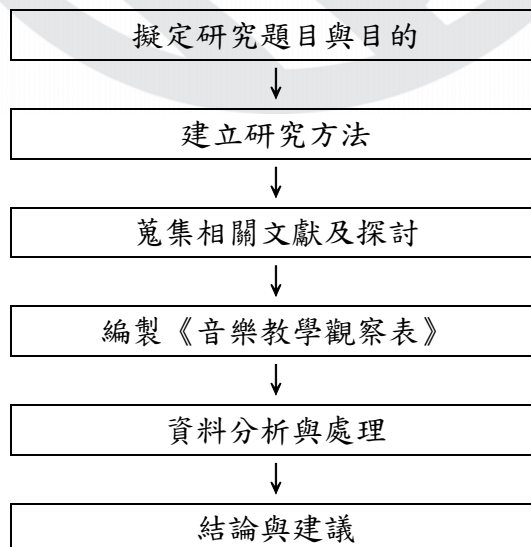 擬定研究題目與目的
建立研究方法
蒐集相關文獻及探討
編製《音樂教學觀察表》
資料分析與處理
結論與建議